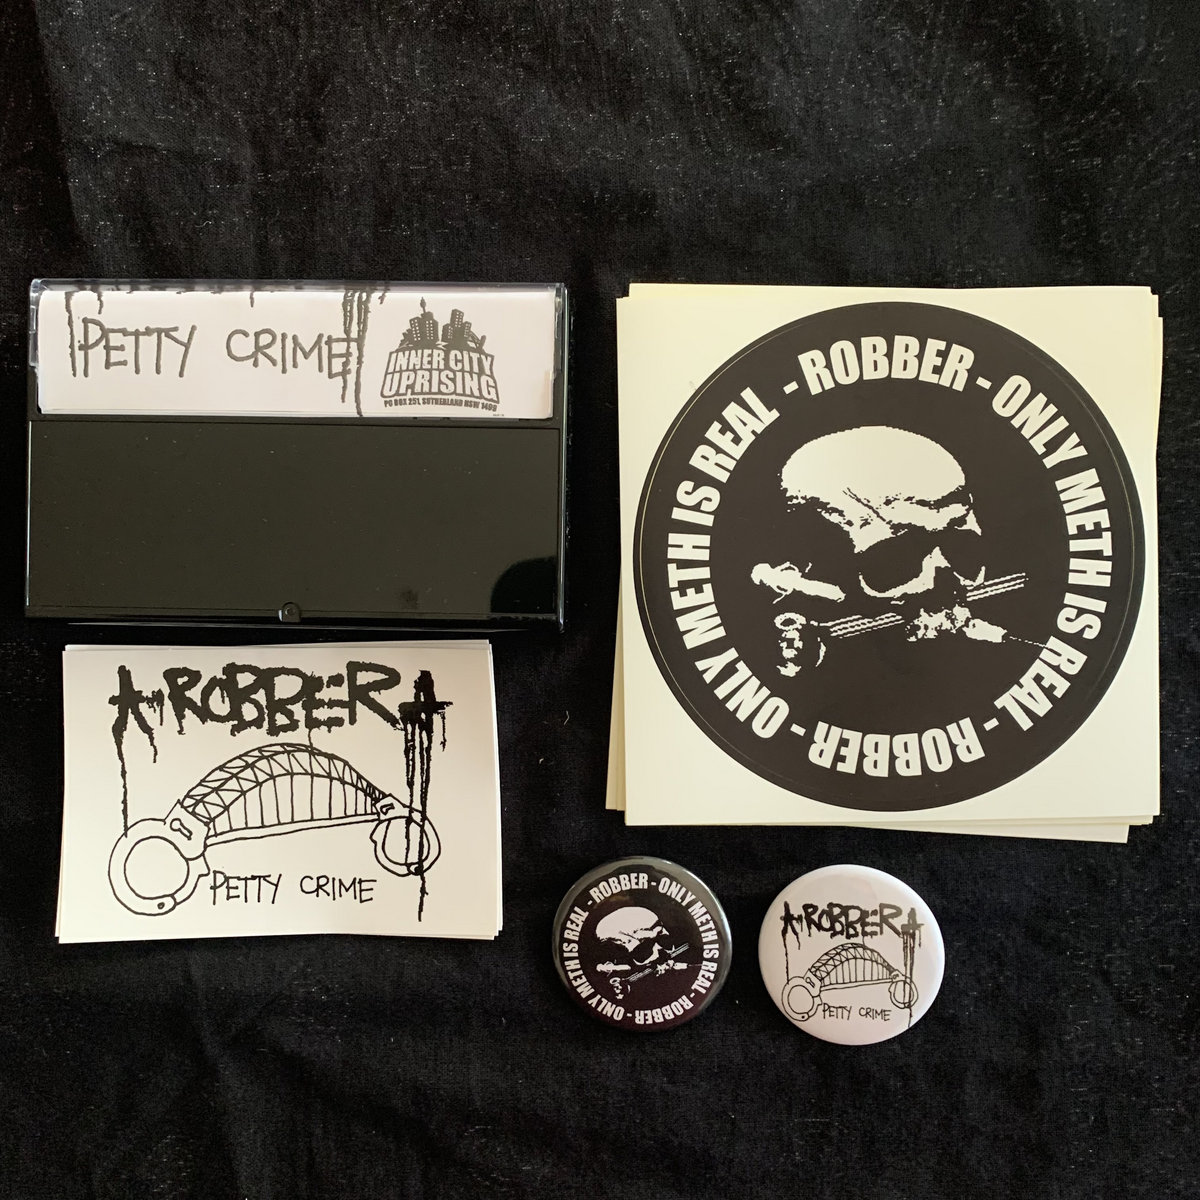 PETTY CRIME
INNER CITY
UPRISING
PO BOX 251, SUTHERLAND NSW 1499
ROBBER
PETTY CRIME
- ROBBER - ONLY METH IS REAL - ROBBER - ONLY METH IS REAL
- ROBBER - ONLY METH IS REAL - ROBBER - ONLY METH IS REAL
ROBBER
PETTY CRIME